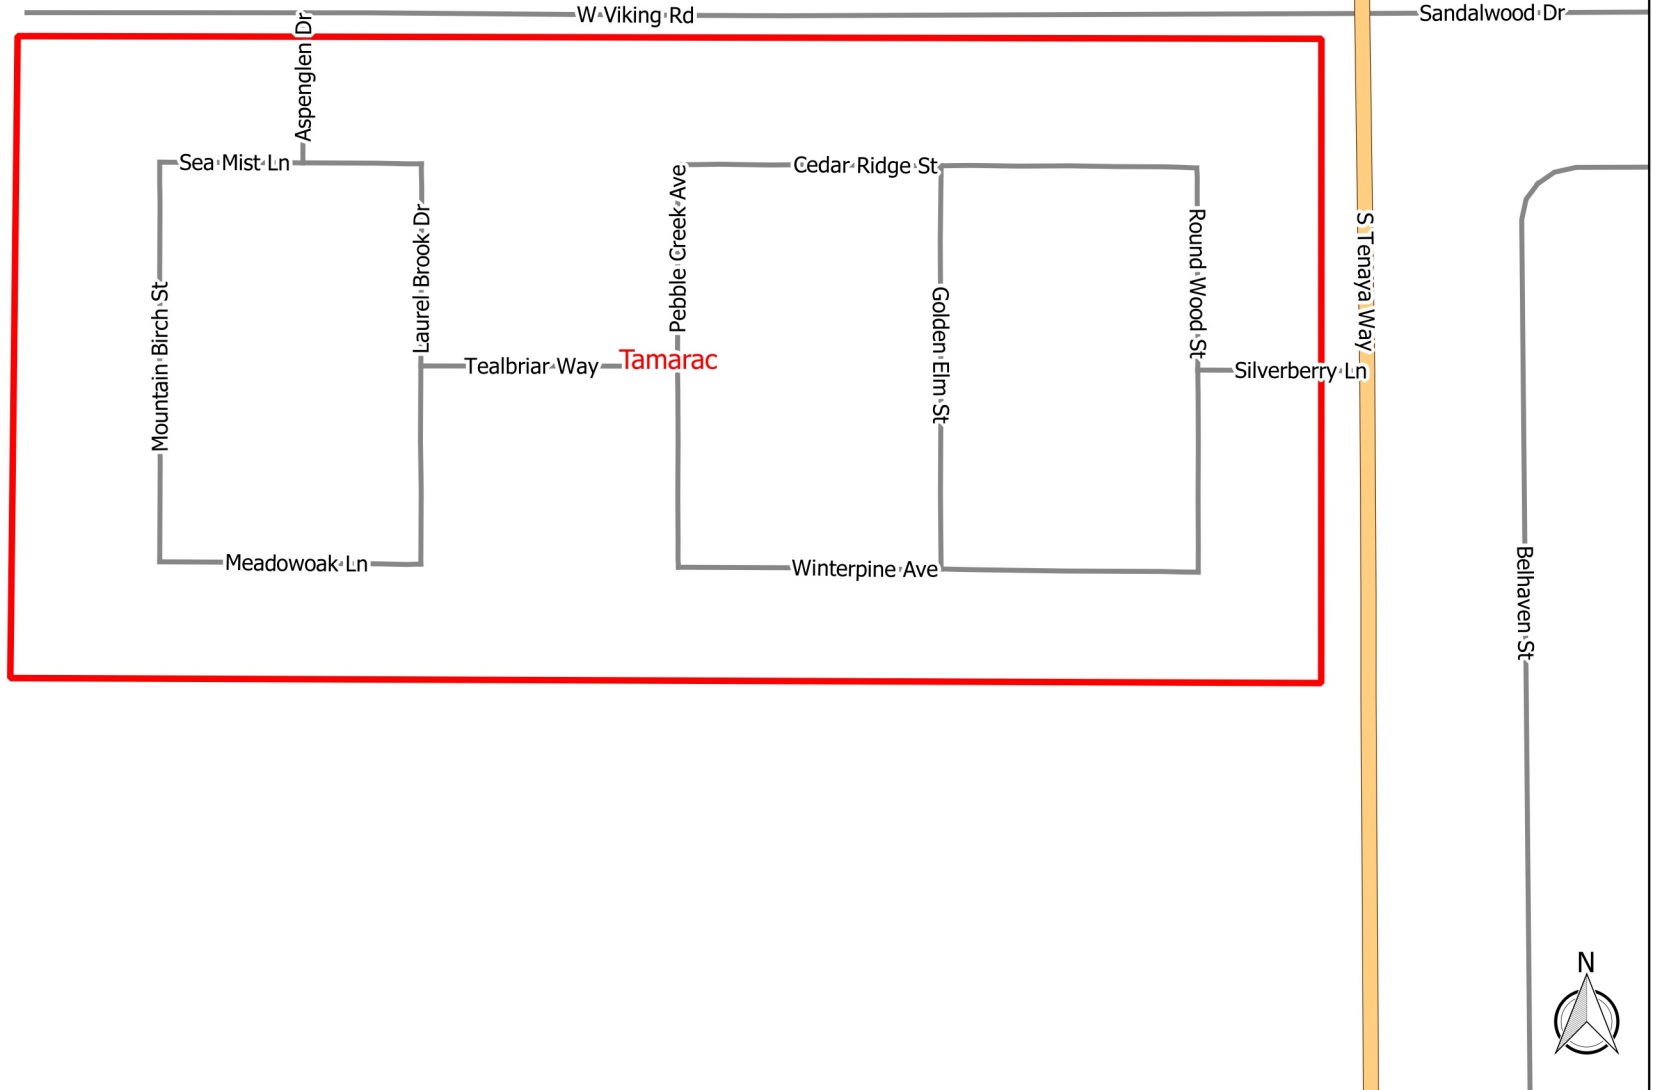 W Viking Rd
Sandalwood Dr
Aspenglen Dr
Sea Mist Ln
Cedar Ridge St
Pebble Creek Ave
Laurel Brook Dr
Round Wood St
S Tenaya Way
Mountain Birch St
Golden Elm St
Tealbriar Way
Tamarac
Silverberry Ln
Meadowoak Ln
Winterpine Ave
Belhaven St
N